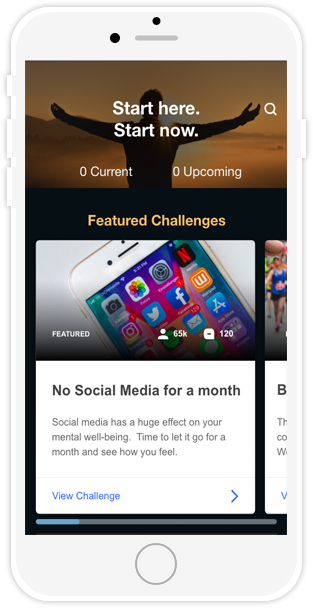 Start here.
Start now.
0 Current 0 Upcoming
Featured Challenges
FEATURED 65k 120
No Social Media for a month
B
Social media has a huge effect on your
mental well-being. Time to let it go for a
month and see how you feel.
Th
co
We
View Challenge
V